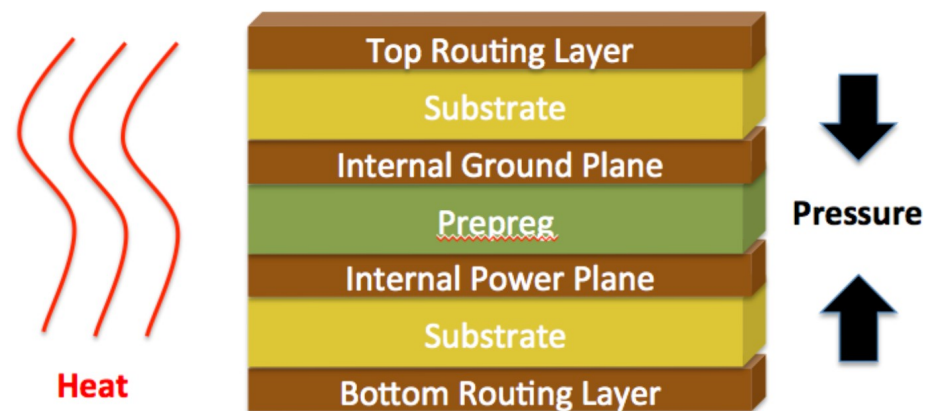 Top Routing Layer
Substrate
Internal Ground Plane
Prepreg
Internal Power Plane
Substrate
Bottom Routing Layer
Heat
Pressure